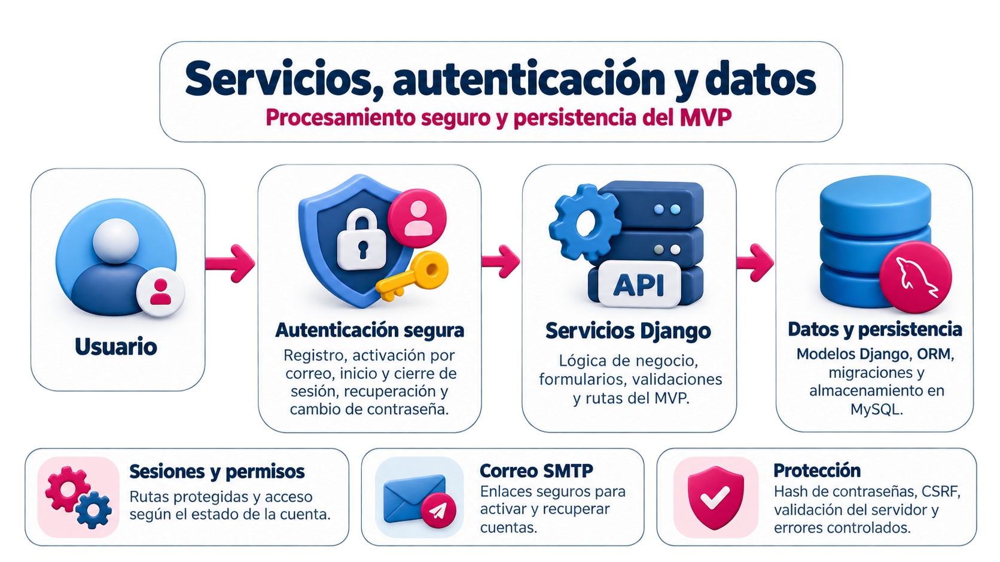 Servicios, autenticación y datos
Procesamiento seguro y persistencia del MVP
Usuario
Autenticación segura
Registro, activación por
correo, inicio y cierre de
sesión, recuperación y
cambio de contraseña.
API
Servicios Django
Lógica de negocio,
formularios, validaciones
y rutas del MVP.
Datos y persistencia
Modelos Django, ORM,
migraciones y
almacenamiento en
MySQL.
Sesiones y permisos
Rutas protegidas y acceso
según el estado de la cuenta.
Correo SMTP
Enlaces seguros para
activar y recuperar
cuentas.
Protección
Hash de contraseñas, CSRF,
validación del servidor y
errores controlados.